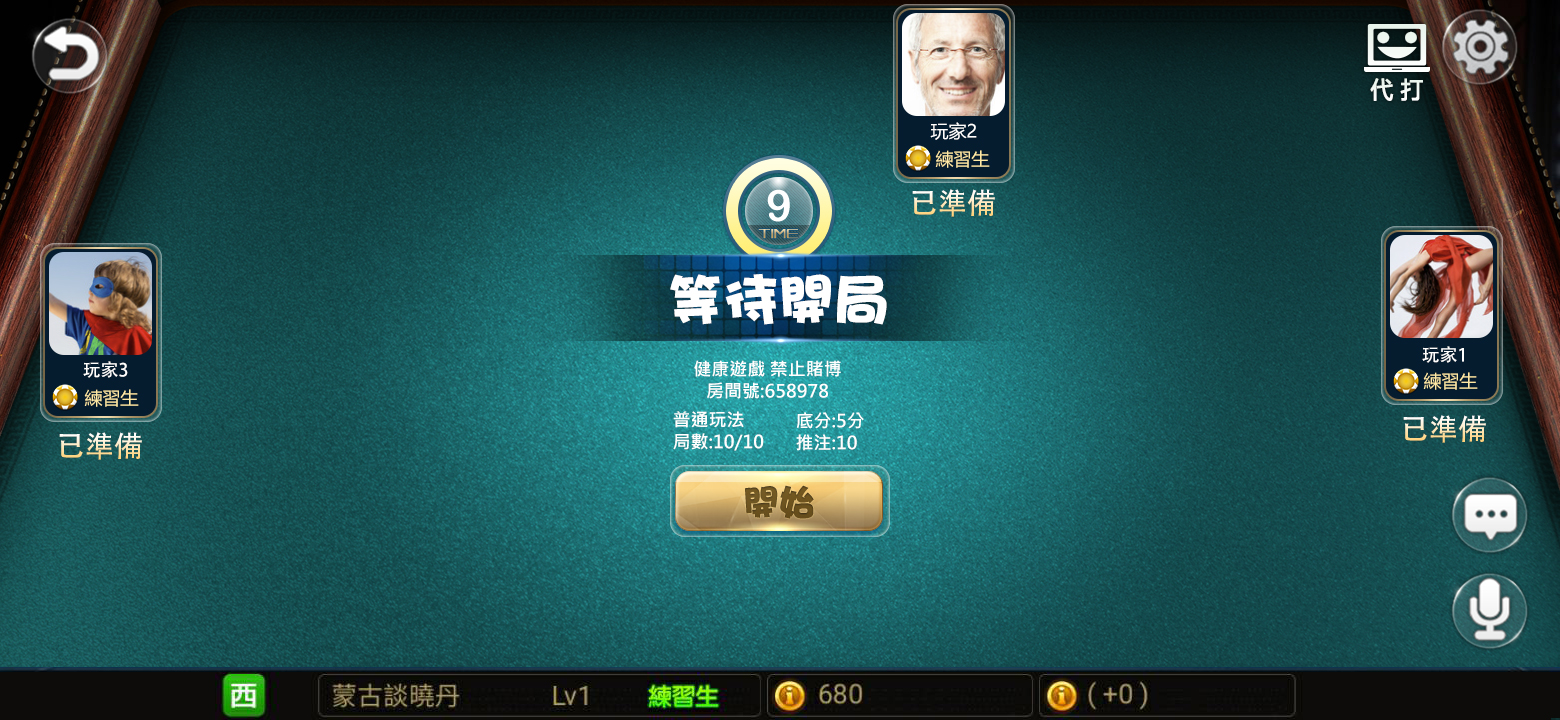 代打
玩家2
練習生
已準備
9
TIME
等待開局
玩家3
練習生
已準備
玩家1
練習生
已準備
健康遊戲 禁止賭博
房間號:658978
普通玩法 底分:5分
局數:10/10 推注:10
開始
西 蒙古談曉丹 Lv1 練習生 680 (+0)